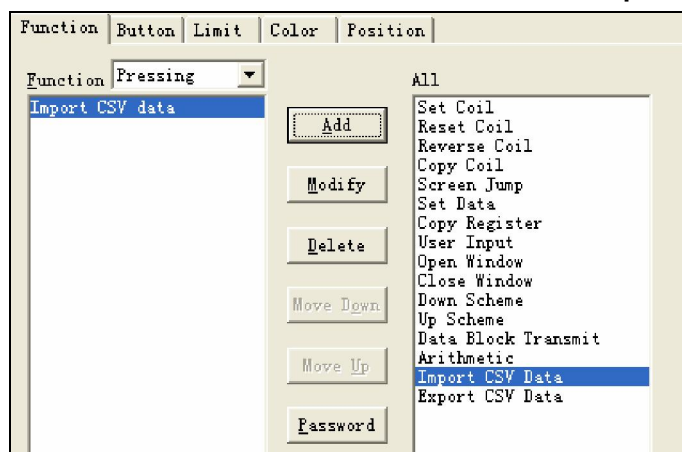 Function Button Limit Color Position
Function Pressing
All
Import CSV data
Add
Modify
Delete
Move Down
Move Up
Password
Set Coil
Reset Coil
Reverse Coil
Copy Coil
Screen Jump
Set Data
Copy Register
User Input
Open Window
Close Window
Down Scheme
Up Scheme
Data Block Transmit
Arithmetic
Import CSV Data
Export CSV Data